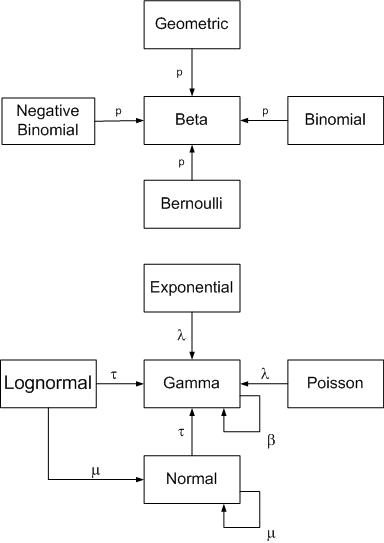 Geometric
p
Negative
Binomial
p
Beta
p
Binomial
p
Bernoulli
Exponential
λ
Lognormal
τ
Gamma
λ
Poisson
τ
β
μ
Normal
μ